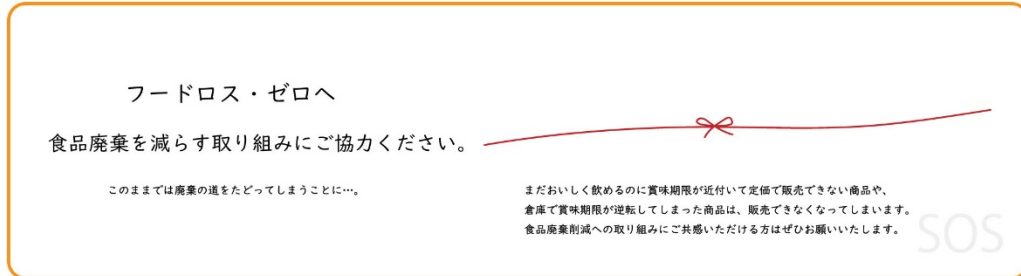 フードロス・ゼロへ
食品廃棄を減らす取り組みにご協力ください。
このままでは廃棄の道をたどってしまうことに…。
まだおいしく飲めるのに賞味期限が近付いて定価で販売できない商品や、
倉庫で賞味期限が逆転してしまった商品は、販売できなくなってしまいます。
食品廃棄削減への取り組みにご共感いただける方はぜひお願いいたします。
SOS